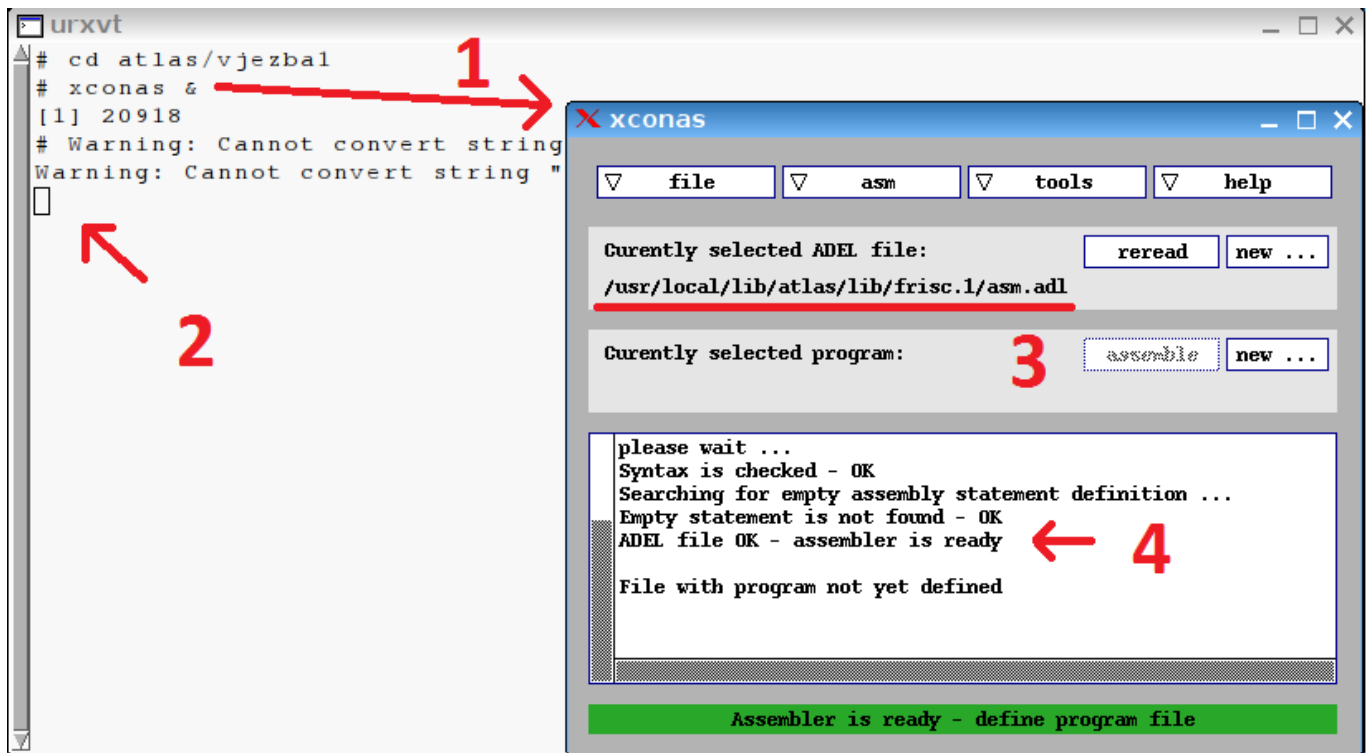 urxvt
# cd atlas/vjezba1
# xconas &
[1] 20918
# Warning: Cannot convert string
Warning: Cannot convert string "
1
2
xconas
file asm tools help
Curently selected ADEL file:
reread new ...
/usr/local/lib/atlas/lib/frisc.1/asm.adl
Curently selected program:
3
assemble new ...
please wait ...
Syntax is checked - OK
Searching for empty assembly statement definition ...
Empty statement is not found - OK
ADEL file OK - assembler is ready
4
File with program not yet defined
Assembler is ready - define program file